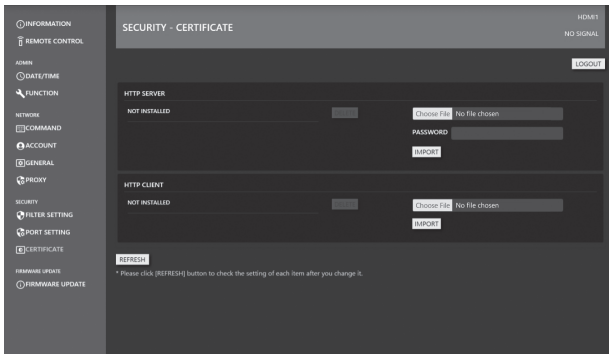 INFORMATION
REMOTE CONTROL
ADMIN
DATE/TIME
FUNCTION
NETWORK
COMMAND
ACCOUNT
GENERAL
PROXY
SECURITY
FILTER SETTING
PORT SETTING
CERTIFICATE
FIRMWARE UPDATE
FIRMWARE UPDATE
SECURITY - CERTIFICATE
HDMI1
NO SIGNAL
LOGOUT
HTTP SERVER
NOT INSTALLED
Choose File No file chosen
PASSWORD
IMPORT
HTTP CLIENT
NOT INSTALLED
Choose File No file chosen
IMPORT
REFRESH
* Please click [REFRESH] button to check the setting of each item after you change it.